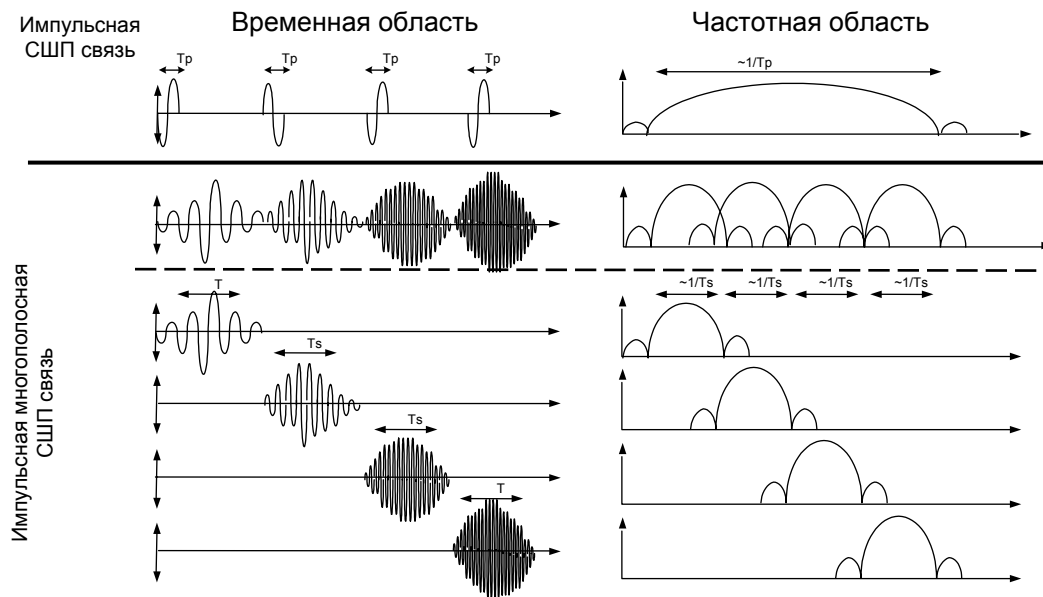 Импульсная
СШП связь
Временная область
Частотная область
Tp
Tp
Tp
Tp
~1/Tp
Импульсная многополосная
СШП связь
T
~1/Ts
~1/Ts
~1/Ts
~1/Ts
Ts
Ts
T